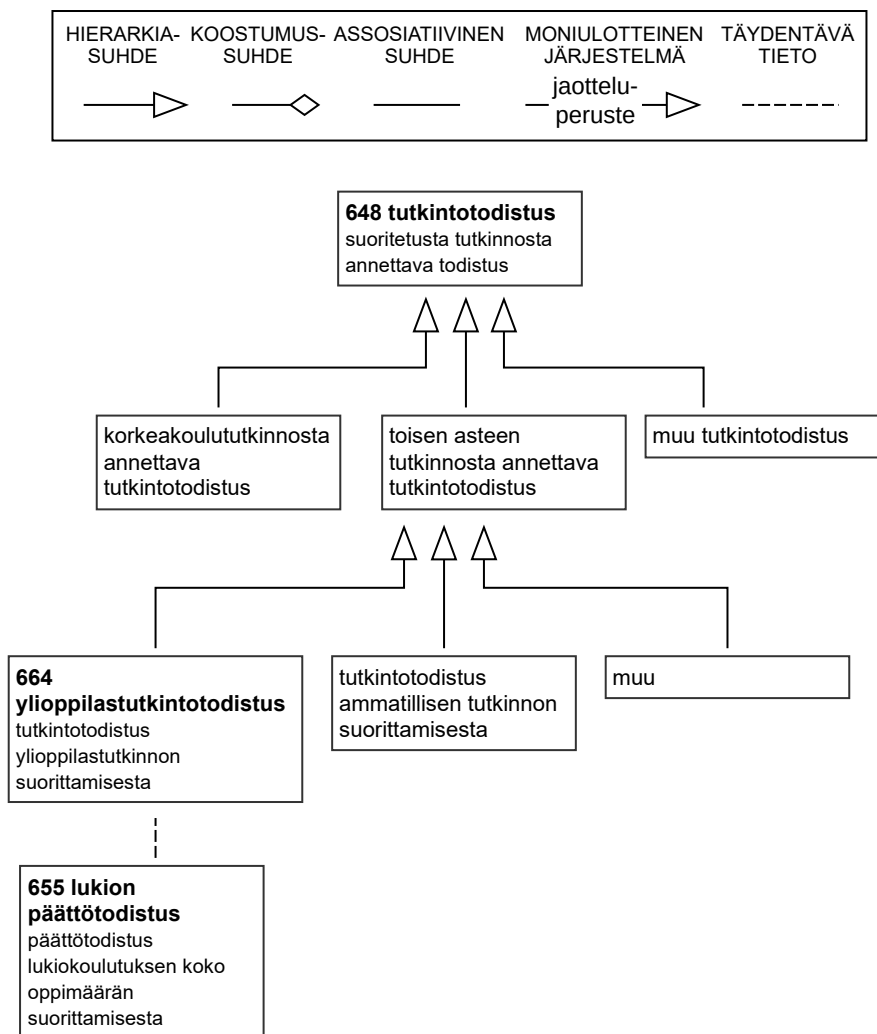 HIERARKIA-
SUHDE
KOOSTUMUS-
SUHDE
ASSOSIATIIVINEN
SUHDE
MONIULOTTEINEN
JÄRJESTELMÄ
TÄYDENTÄVÄ
TIETO
jaottelu-
peruste
648 tutkintotodistus
suoritetusta tutkinnosta
annettava todistus
korkeakoulututkinnosta
annettava
tutkintotodistus
toisen asteen
tutkinnosta annettava
tutkintotodistus
muu tutkintotodistus
664
ylioppilastutkintotodistus
tutkintotodistus
ylioppilastutkinnon
suorittamisesta
tutkintotodistus
ammatillisen tutkinnon
suorittamisesta
muu
655 lukion
päättötodistus
päättötodistus
lukiokoulutuksen koko
oppimäärän
suorittamisesta